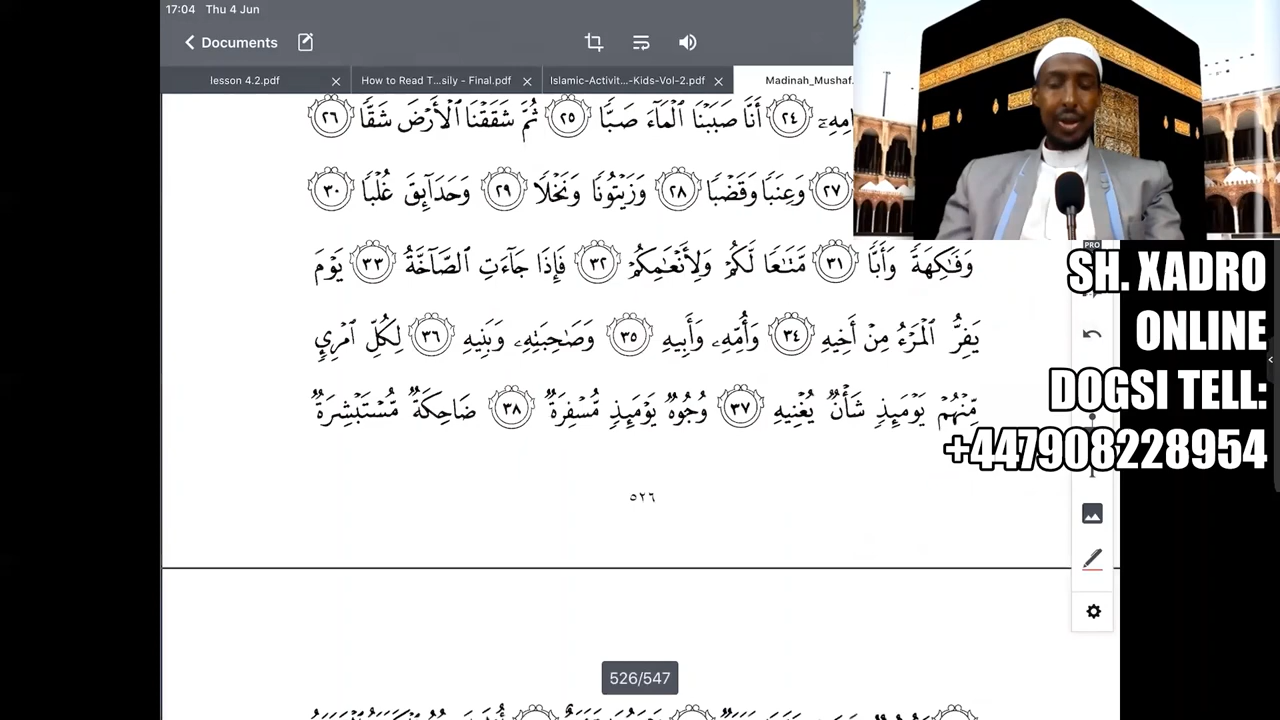 17:04 Thu 4 Jun
Documents
lesson 4.2.pdf
How to Read T...sily - Final.pdf
Islamic-Activit...-Kids-Vol-2.pdf
Madinah_Mushaf.
٢٤ أَنَّا صَبَبْنَا ٱلْمَآءَ صَبًّا ٢٥ ثُمَّ شَقَقْنَا ٱلْأَرْضَ شَقًّا ٢٦
٢٧ وَعِنَبًا وَقَضْبًا ٢٨ وَزَيْتُونًا وَنَخْلًا ٢٩ وَحَدَآئِقَ غُلْبًا ٣٠
وَفَٰكِهَةً وَأَبًّا ٣١ مَّتَٰعًا لَّكُمْ وَلِأَنْعَٰمِكُمْ ٣٢ فَإِذَا جَآءَتِ ٱلصَّآخَّةُ ٣٣ يَوْمَ
يَفِرُّ ٱلْمَرْءُ مِنْ أَخِيهِ ٣٤ وَأُمِّهِۦ وَأَبِيهِ ٣٥ وَصَٰحِبَتِهِۦ وَبَنِيهِ ٣٦ لِكُلِّ ٱمْرِئٍ
مِّنْهُمْ يَوْمَئِذٍ شَأْنٌ يُغْنِيهِ ٣٧ وُجُوهٌ يَوْمَئِذٍ مُّسْفِرَةٌ ٣٨ ضَاحِكَةٌ مُّسْتَبْشِرَةٌ
٥٢٦
526/547
PRO
SH. XADRO
ONLINE
DOGSI TELL:
+447908228954